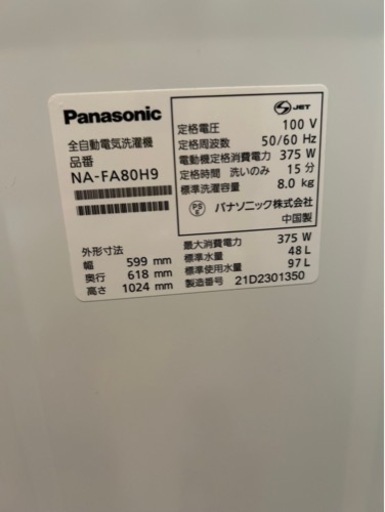 Panasonic
全自動電気洗濯機
品番
NA-FA80H9
外形寸法
幅 599 mm
奥行 618 mm
高さ 1024 mm
S JET
定格電圧 100 V
定格周波数 50/60 Hz
電動機定格消費電力 375 W
定格時間 洗いのみ 15 分
標準洗濯容量 8.0 kg
PS E パナソニック株式会社
中国製
最大消費電力 375 W
標準水量 48 L
標準使用水量 97 L
製造番号 21D2301350